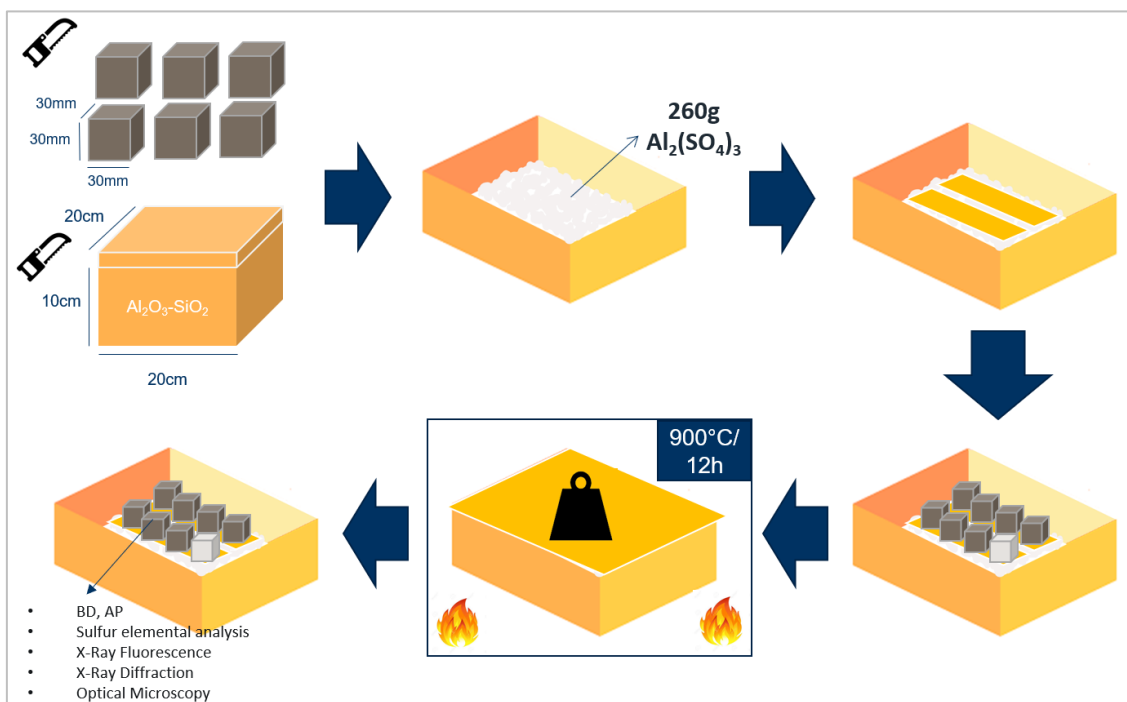 30mm
30mm
30mm
20cm
10cm
Al₂O₃-SiO₂
20cm
260g
Al₂(SO₄)₃
900°C/
12h
• BD, AP
• Sulfur elemental analysis
• X-Ray Fluorescence
• X-Ray Diffraction
• Optical Microscopy